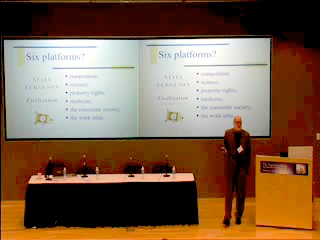 Six platforms?
NIALL
FERGUSON
Civilization
• competition;
• science;
• property rights;
• medicine;
• the consumer society;
• the work ethic.
Six platforms?
NIALL
FERGUSON
Civilization
• competition;
• science;
• property rights;
• medicine;
• the consumer society;
• the work ethic.